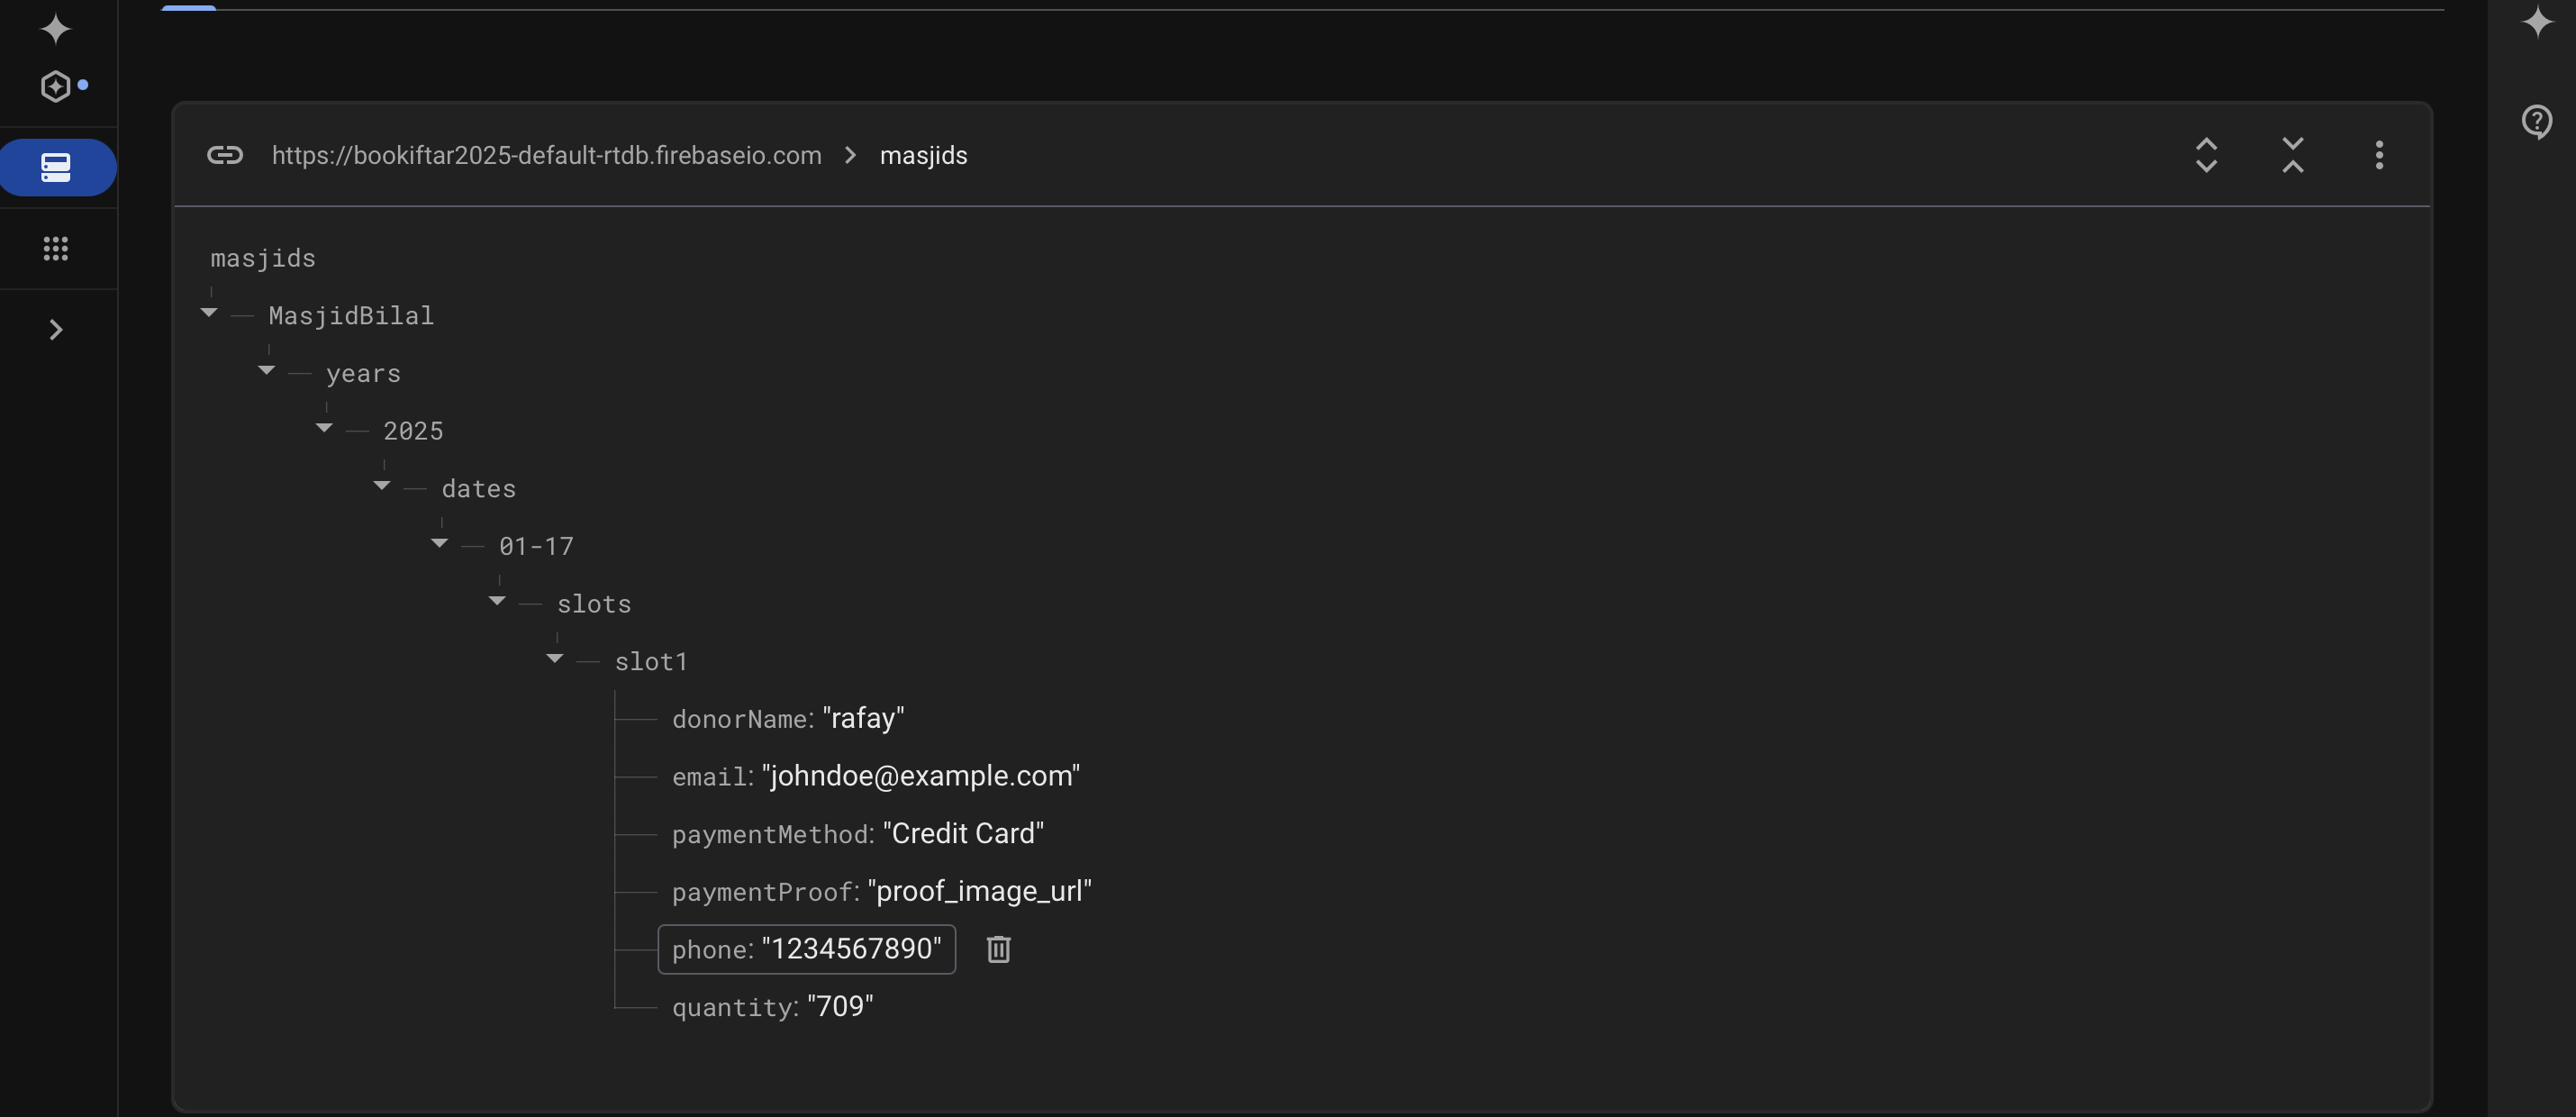 https://bookiftar2025-default-rtdb.firebaseio.com > masjids
masjids
MasjidBilal
years
2025
dates
01-17
slots
slot1
donorName: "rafay"
email: "johndoe@example.com"
paymentMethod: "Credit Card"
paymentProof: "proof_image_url"
phone: "1234567890"
quantity: "709"